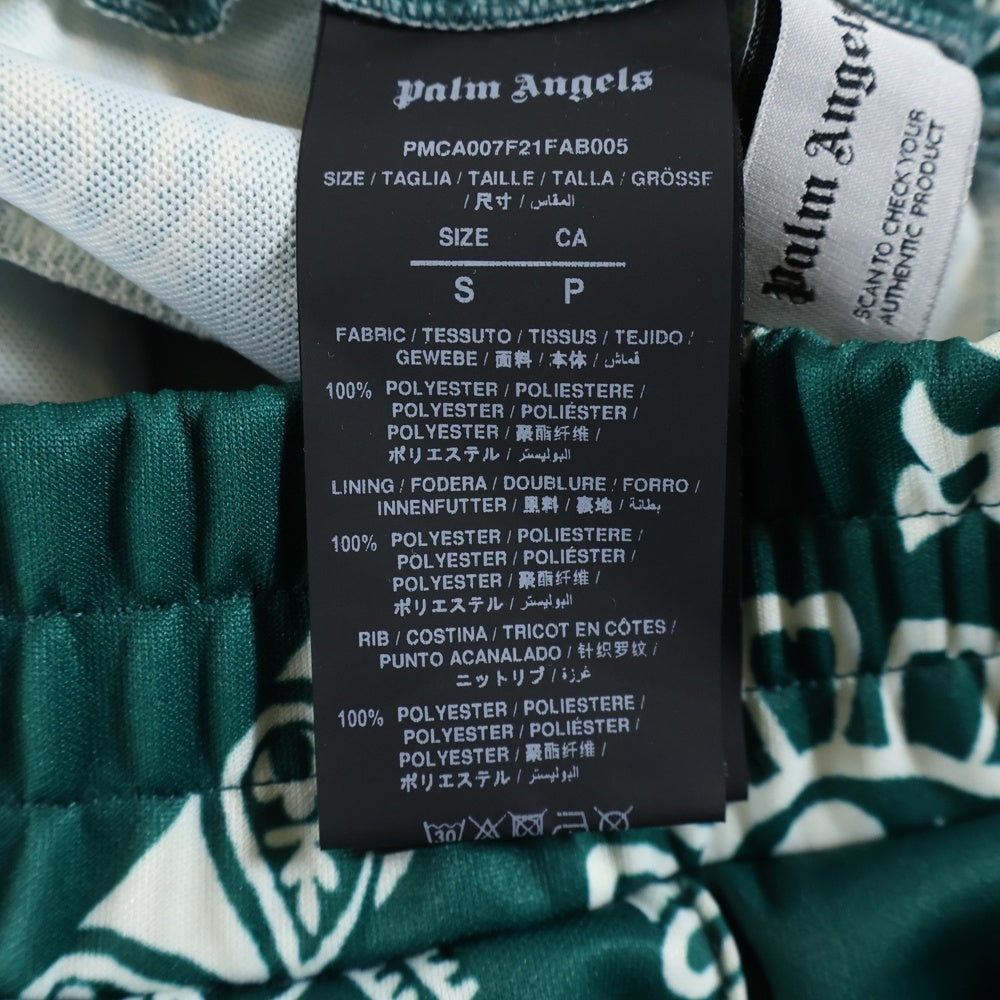 Palm Angels
PMCA007F21FAB005
SIZE / TAGLIA / TAILLE / TALLA / GRÖSSE
/ 尺寸 / المقاس
SIZE CA
S P
FABRIC / TESSUTO / TISSUS / TEJIDO /
GEWEBE / 面料 / 本体 / قماش
100% POLYESTER / POLIESTERE /
POLYESTER / POLIÉSTER /
POLYESTER / 聚酯纤维 /
ポリエステル / البوليستر
LINING / FODERA / DOUBLURE / FORRO /
INNENFUTTER / 里料 / 裏地 / بطانة
100% POLYESTER / POLIESTERE /
POLYESTER / POLIÉSTER /
POLYESTER / 聚酯纤维 /
ポリエステル / البوليستر
RIB / COSTINA / TRICOT EN CÔTES /
PUNTO ACANALADO / 针织罗纹 /
ニットリブ / غرزة
100% POLYESTER / POLIESTERE /
POLYESTER / POLIÉSTER /
POLYESTER / 聚酯纤维 /
ポリエステル / البوليستر
30
Palm Angel
SCAN TO CHECK YOUR
AUTHENTIC PRODUCT